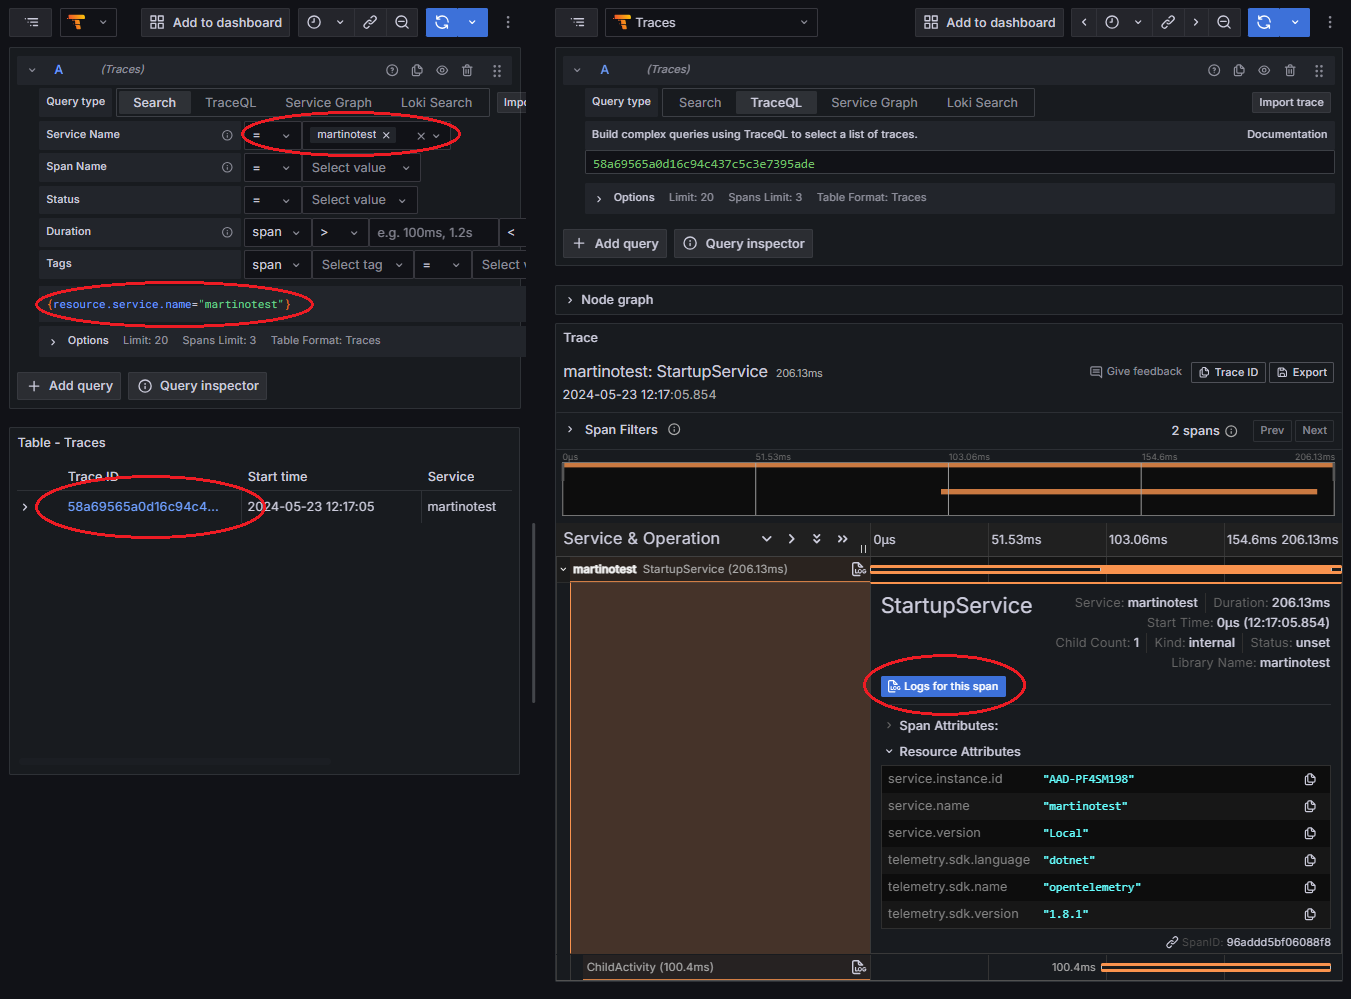 Add to dashboard
A (Traces)
Query type Search TraceQL Service Graph Loki Search
Service Name = martinotest
Span Name = Select value
Status = Select value
Duration span > e.g. 100ms, 1.2s <
Tags span Select tag = Select
{resource.service.name="martinotest"}
Options Limit: 20 Spans Limit: 3 Table Format: Traces
+ Add query Query inspector
Table - Traces
Trace ID Start time Service
58a69565a0d16c94c4... 2024-05-23 12:17:05 martinotest
Traces Add to dashboard
A (Traces)
Query type Search TraceQL Service Graph Loki Search Import trace
Build complex queries using TraceQL to select a list of traces. Documentation
58a69565a0d16c94c437c5c3e7395ade
Options Limit: 20 Spans Limit: 3 Table Format: Traces
+ Add query Query inspector
Node graph
Trace
martinotest: StartupService 206.13ms Give feedback Trace ID Export
2024-05-23 12:17:05.854
Span Filters 2 spans Prev Next
0μs 51.53ms 103.06ms 154.6ms 206.13ms
Service & Operation 0μs 51.53ms 103.06ms 154.6ms 206.13ms
martinotest StartupService (206.13ms)
StartupService Service: martinotest Duration: 206.13ms
Start Time: 0μs (12:17:05.854)
Child Count: 1 Kind: internal Status: unset
Library Name: martinotest
Logs for this span
Span Attributes:
Resource Attributes
service.instance.id "AAD-PF4SM198"
service.name "martinotest"
service.version "Local"
telemetry.sdk.language "dotnet"
telemetry.sdk.name "opentelemetry"
telemetry.sdk.version "1.8.1"
SpanID: 96addd5bf06088f8
ChildActivity (100.4ms) 100.4ms